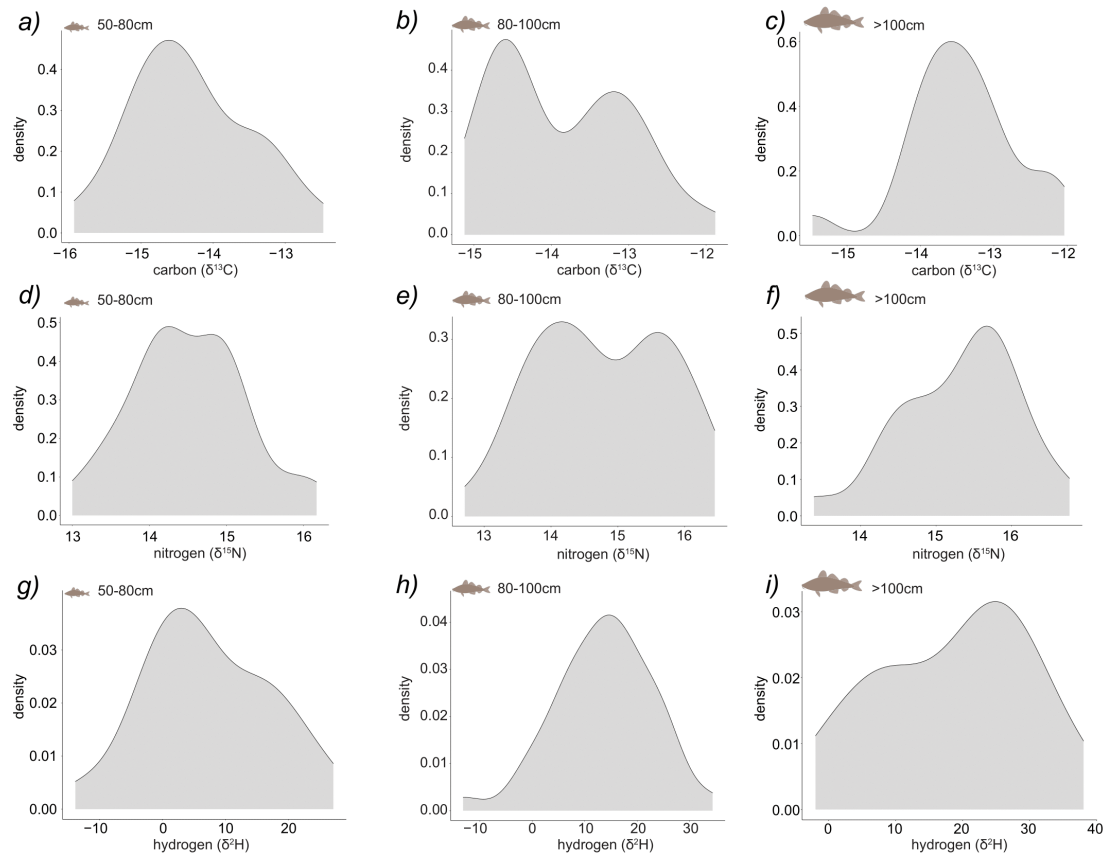 a) 50-80cm
density
0.4
0.3
0.2
0.1
0.0
−16 −15 −14 −13
carbon (δ¹³C)
b) 80-100cm
density
0.4
0.3
0.2
0.1
0.0
−15 −14 −13 −12
carbon (δ¹³C)
c) >100cm
density
0.6
0.4
0.2
0.0
−15 −14 −13 −12
carbon (δ¹³C)
d) 50-80cm
density
0.5
0.4
0.3
0.2
0.1
0.0
13 14 15 16
nitrogen (δ¹⁵N)
e) 80-100cm
density
0.3
0.2
0.1
0.0
13 14 15 16
nitrogen (δ¹⁵N)
f) >100cm
density
0.5
0.4
0.3
0.2
0.1
0.0
14 15 16
nitrogen (δ¹⁵N)
g) 50-80cm
density
0.03
0.02
0.01
0.00
−10 0 10 20
hydrogen (δ²H)
h) 80-100cm
density
0.04
0.03
0.02
0.01
0.00
−10 0 10 20 30
hydrogen (δ²H)
i) >100cm
density
0.03
0.02
0.01
0.00
0 10 20 30 40
hydrogen (δ²H)